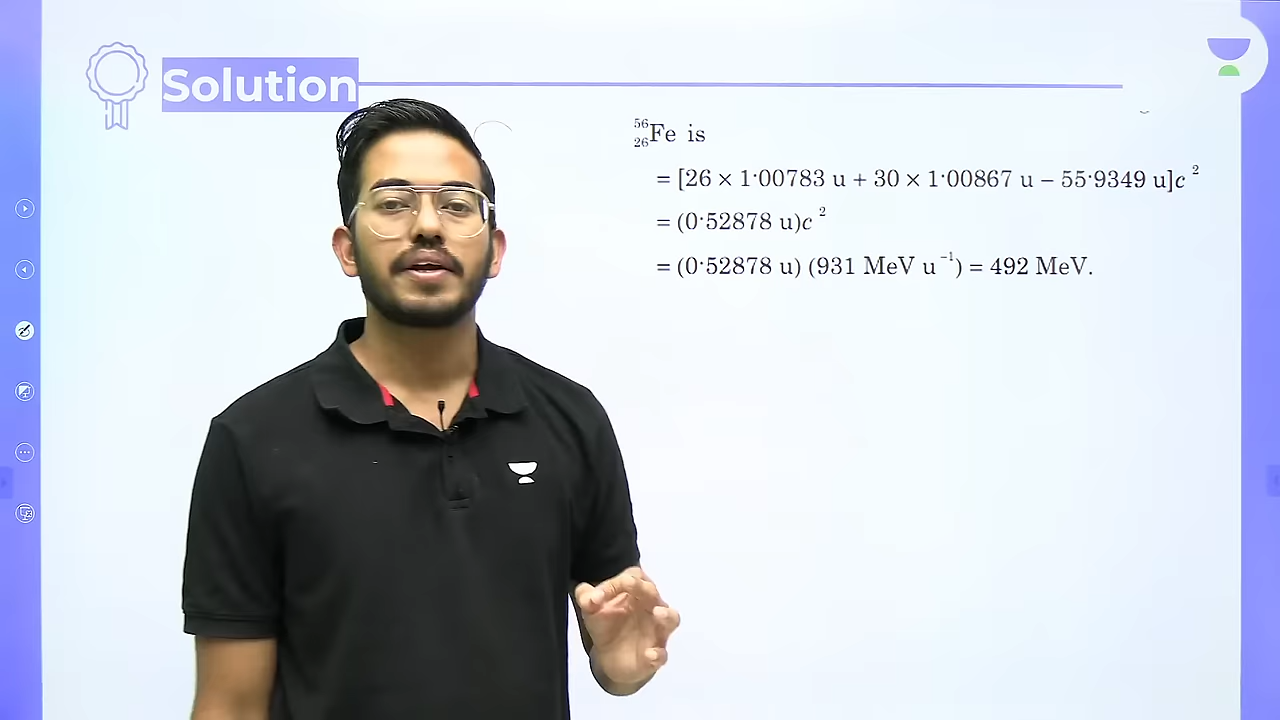 Solution
⁵⁶₂₆Fe is
= [26 × 1·00783 u + 30 × 1·00867 u − 55·9349 u]c²
= (0·52878 u)c²
= (0·52878 u) (931 MeV u⁻¹) = 492 MeV.